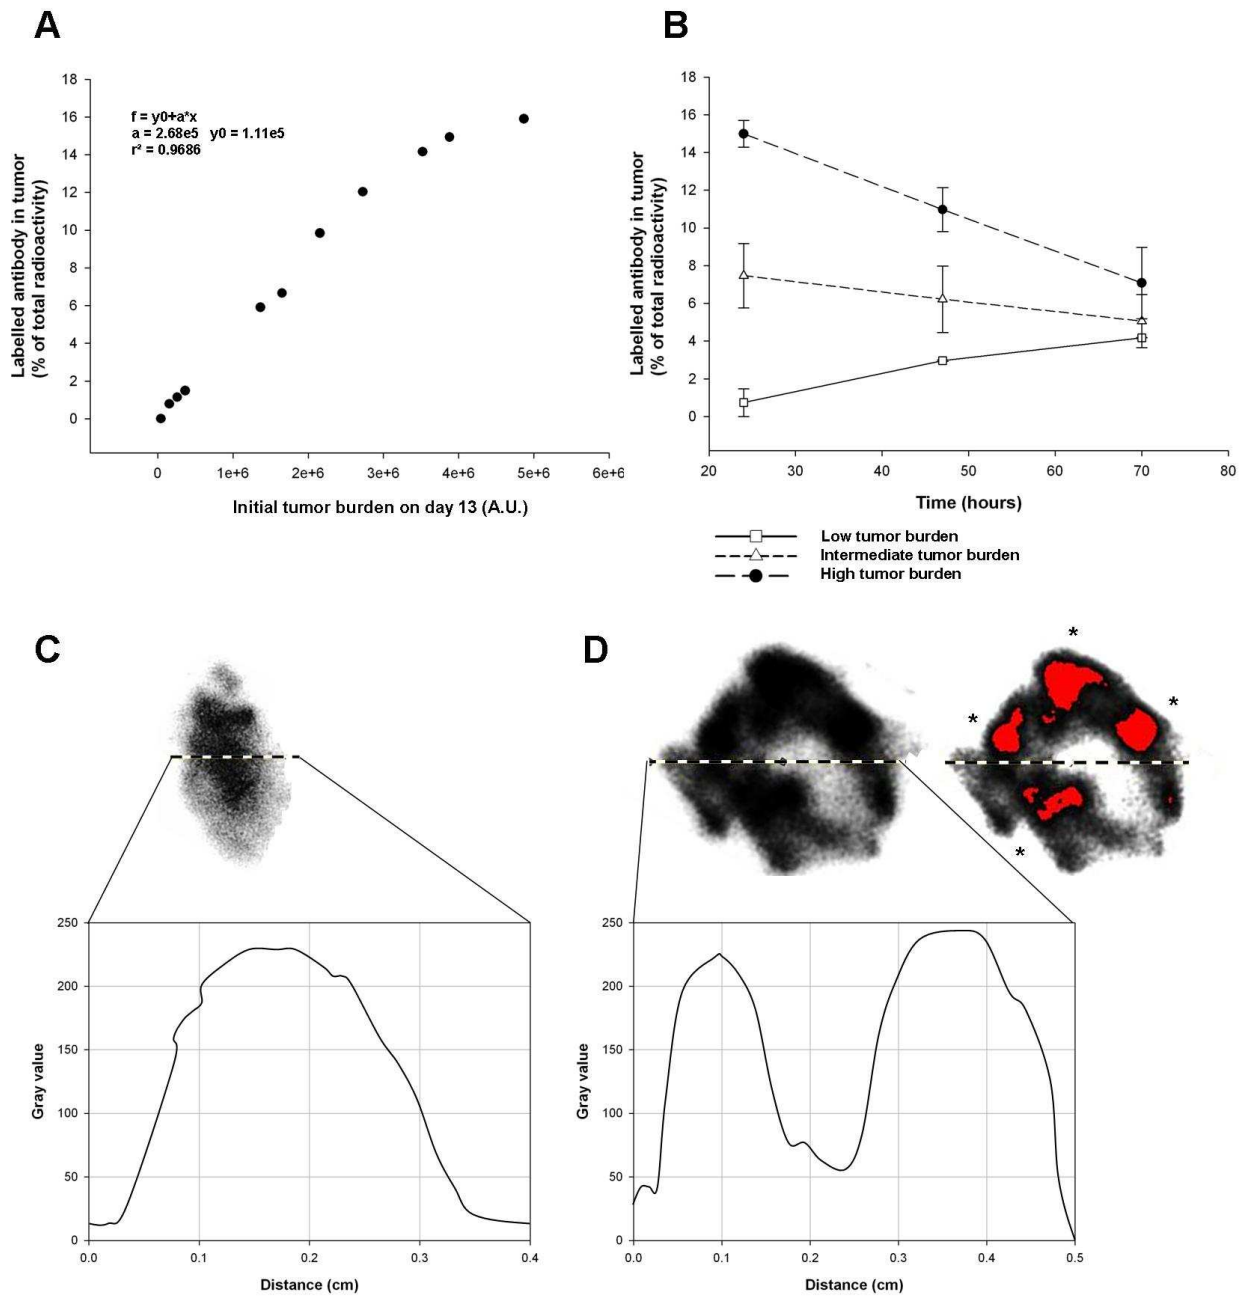 A
B
18
16
14
12
10
8
6
4
2
0
Labelled antibody in tumor
(% of total radioactivity)
f = y0+a*x
a = 2.68e5 y0 = 1.11e5
r² = 0.9686
0 1e+6 2e+6 3e+6 4e+6 5e+6 6e+6
Initial tumor burden on day 13 (A.U.)
18
16
14
12
10
8
6
4
2
0
Labelled antibody in tumor
(% of total radioactivity)
20 30 40 50 60 70 80
Time (hours)
Low tumor burden
Intermediate tumor burden
High tumor burden
C
250
200
150
100
50
0
Gray value
0.0 0.1 0.2 0.3 0.4
Distance (cm)
D
*
*
*
*
250
200
150
100
50
0
Gray value
0.0 0.1 0.2 0.3 0.4 0.5
Distance (cm)